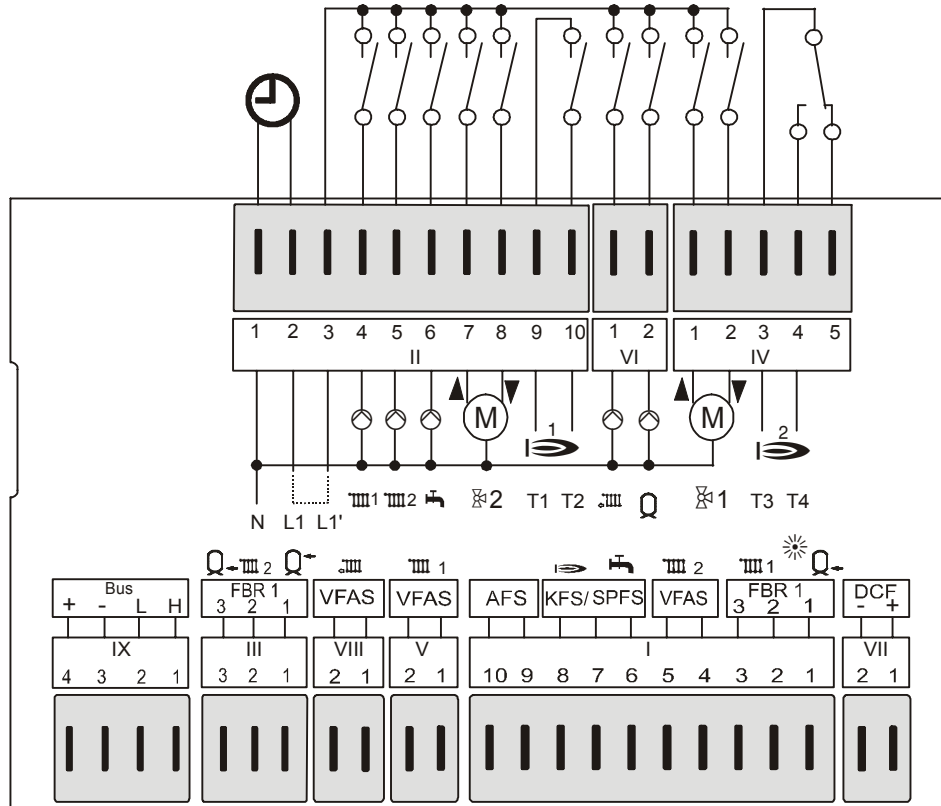 1 2 3 4 5 6 7 8 9 10 1 2 1 2 3 4 5
II VI IV
M M
1 2
1 2 2 T1 T2 1 T3 T4
N L1 L1'
2 1 2 1
Bus FBR 1 VFAS VFAS AFS KFS/ SPFS VFAS FBR 1 DCF
+ - L H 3 2 1 3 2 1 - +
IX III VIII V I VII
4 3 2 1 3 2 1 2 1 2 1 10 9 8 7 6 5 4 3 2 1 2 1